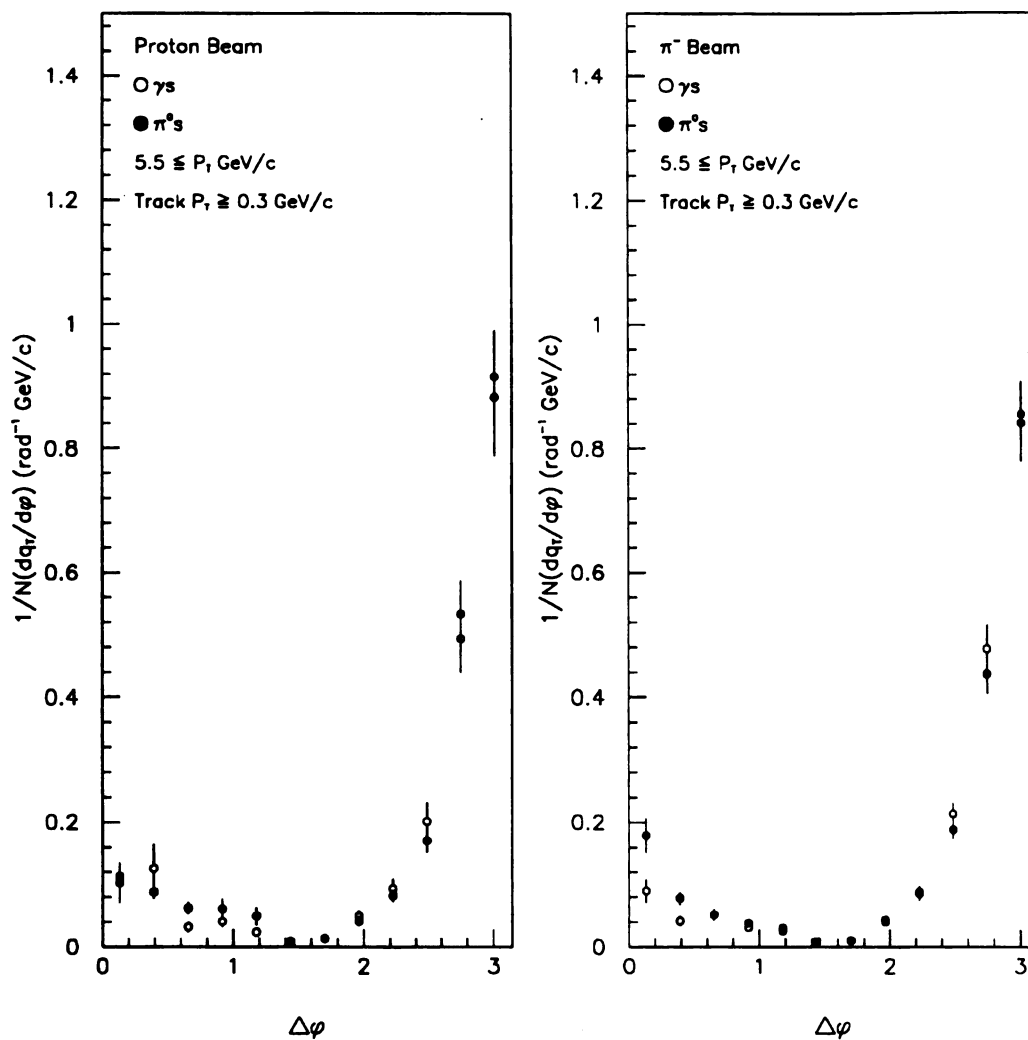 Proton Beam
γs
π⁰s
5.5 ≦ P_T GeV/c
Track P_T ≧ 0.3 GeV/c
1.4
1.2
1
0.8
0.6
0.4
0.2
0
0
1
2
3
1/N(dq_T/dφ) (rad⁻¹ GeV/c)
Δφ
π⁻ Beam
γs
π⁰s
5.5 ≦ P_T GeV/c
Track P_T ≧ 0.3 GeV/c
1.4
1.2
1
0.8
0.6
0.4
0.2
0
0
1
2
3
1/N(dq_T/dφ) (rad⁻¹ GeV/c)
Δφ